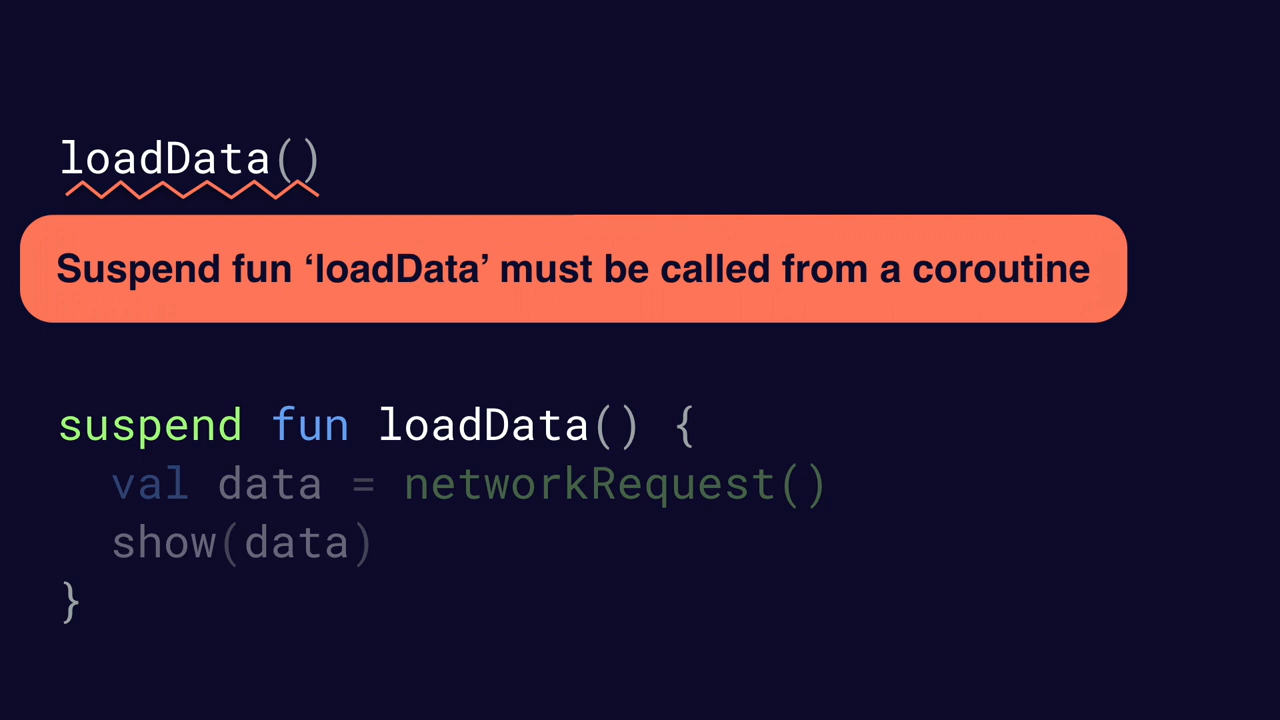 loadData()
Suspend fun ‘loadData’ must be called from a coroutine
suspend fun loadData() {
  val data = networkRequest()
  show(data)
}